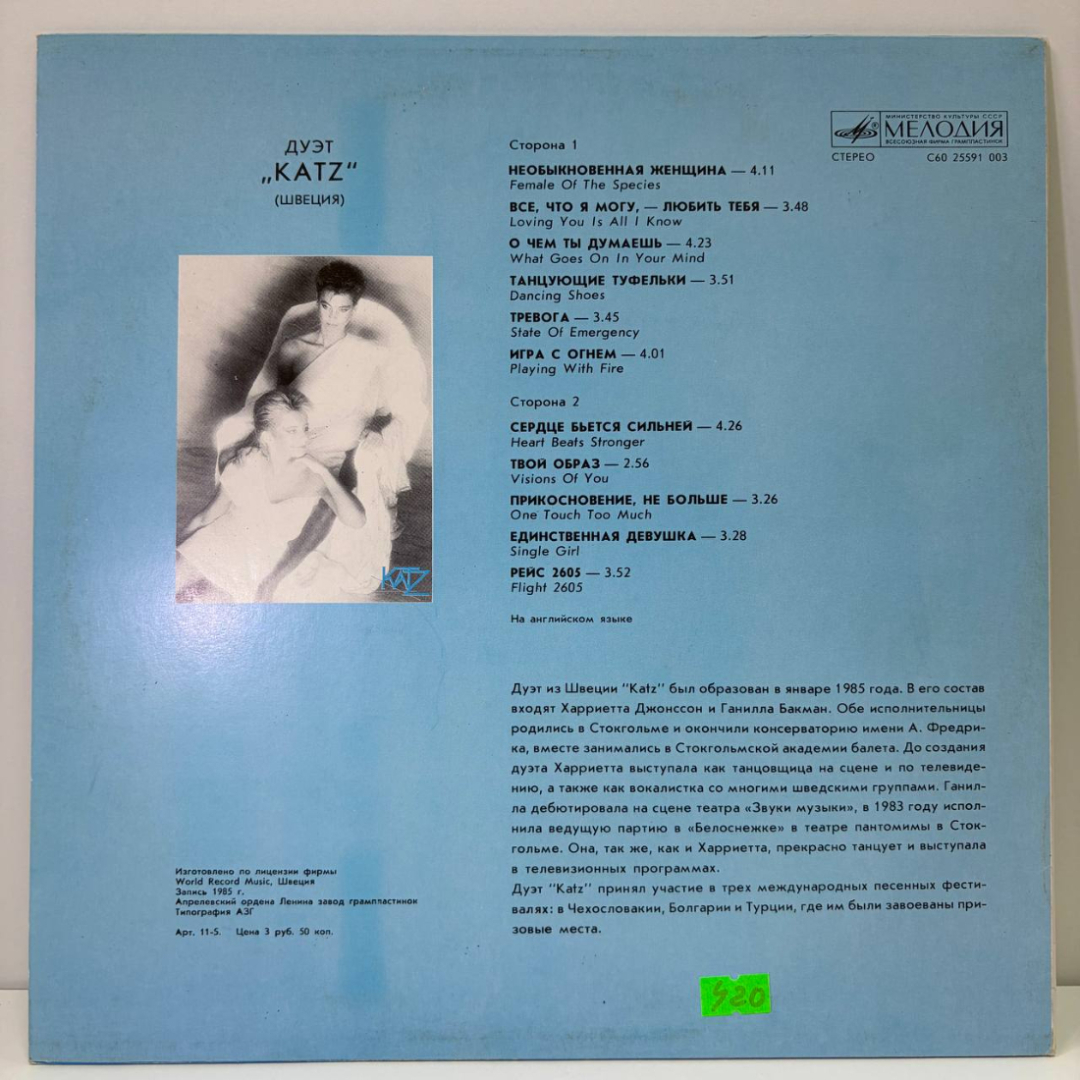 ДУЭТ
„KATZ“
(ШВЕЦИЯ)
KATZ
Изготовлено по лицензии фирмы
World Record Music, Швеция
Запись 1985 г.
Апрелевский ордена Ленина завод грампластинок
Типография АЗГ
Арт. 11-5. Цена 3 руб. 50 коп.
МИНИСТЕРСТВО КУЛЬТУРЫ СССР
МЕЛОДИЯ
ВСЕСОЮЗНАЯ ФИРМА ГРАМПЛАСТИНОК
СТЕРЕО С60 25591 003
Сторона 1
НЕОБЫКНОВЕННАЯ ЖЕНЩИНА — 4.11
Female Of The Species
ВСЕ, ЧТО Я МОГУ, — ЛЮБИТЬ ТЕБЯ — 3.48
Loving You Is All I Know
О ЧЕМ ТЫ ДУМАЕШЬ — 4.23
What Goes On In Your Mind
ТАНЦУЮЩИЕ ТУФЕЛЬКИ — 3.51
Dancing Shoes
ТРЕВОГА — 3.45
State Of Emergency
ИГРА С ОГНЕМ — 4.01
Playing With Fire
Сторона 2
СЕРДЦЕ БЬЕТСЯ СИЛЬНЕЙ — 4.26
Heart Beats Stronger
ТВОЙ ОБРАЗ — 2.56
Visions Of You
ПРИКОСНОВЕНИЕ, НЕ БОЛЬШЕ — 3.26
One Touch Too Much
ЕДИНСТВЕННАЯ ДЕВУШКА — 3.28
Single Girl
РЕЙС 2605 — 3.52
Flight 2605
На английском языке
Дуэт из Швеции "Katz" был образован в январе 1985 года. В его состав
входят Харриетта Джонссон и Ганилла Бакман. Обе исполнительницы
родились в Стокгольме и окончили консерваторию имени А. Фредри-
ка, вместе занимались в Стокгольмской академии балета. До создания
дуэта Харриетта выступала как танцовщица на сцене и по телевиде-
нию, а также как вокалистка со многими шведскими группами. Ганил-
ла дебютировала на сцене театра «Звуки музыки», в 1983 году испол-
нила ведущую партию в «Белоснежке» в театре пантомимы в Сток-
гольме. Она, так же, как и Харриетта, прекрасно танцует и выступала
в телевизионных программах.
Дуэт "Katz" принял участие в трех международных песенных фести-
валях: в Чехословакии, Болгарии и Турции, где им были завоеваны при-
зовые места.
420